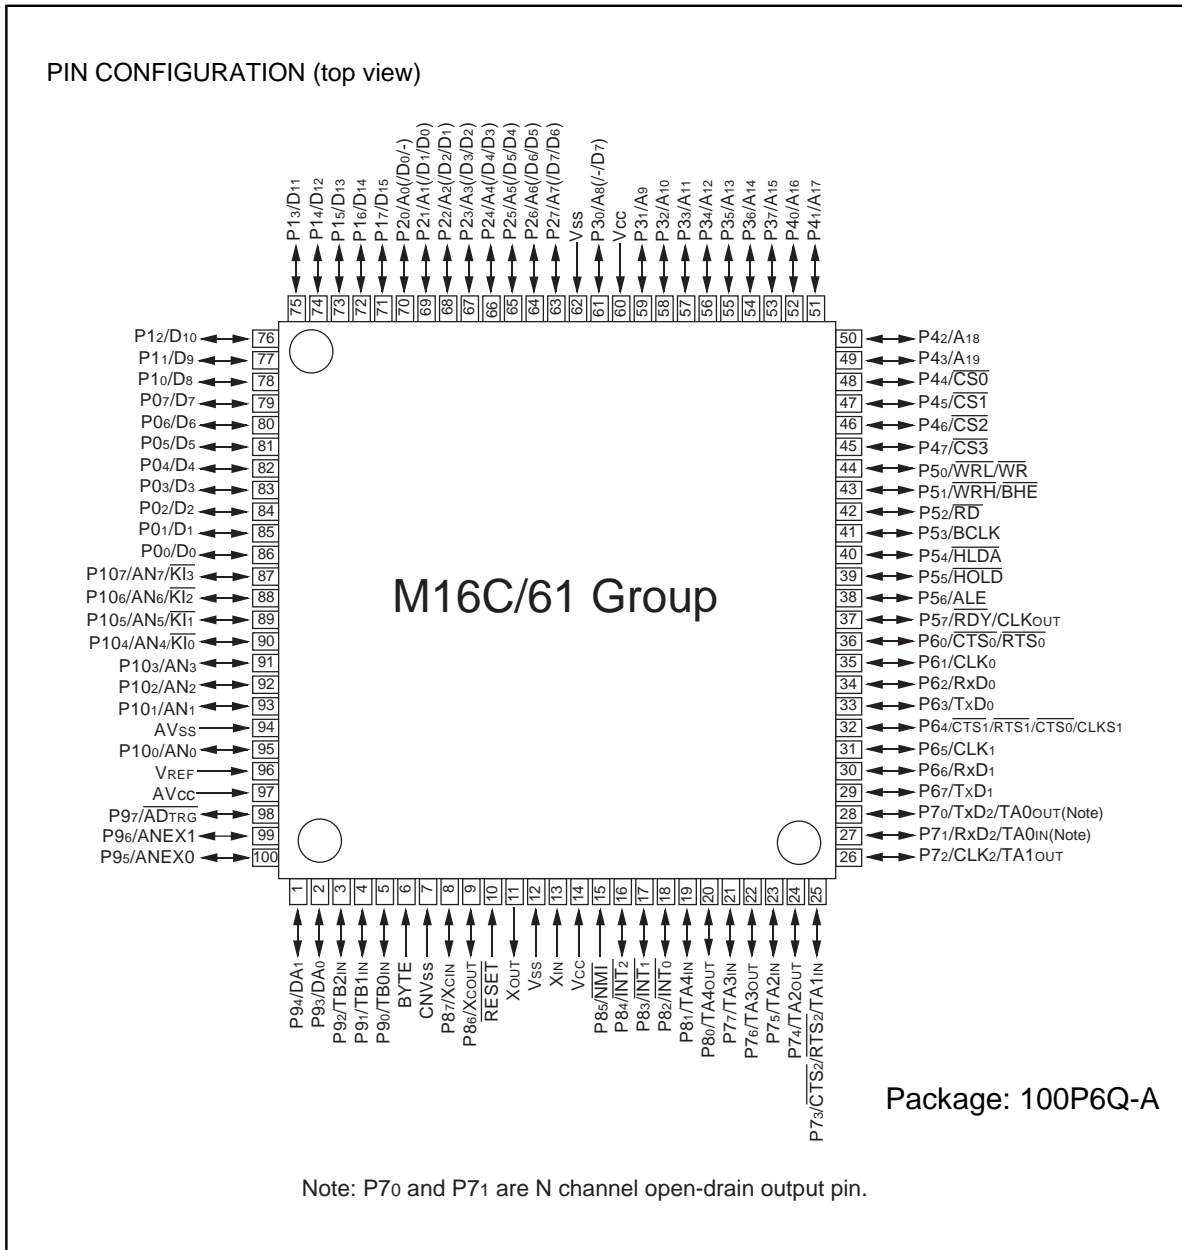 PIN CONFIGURATION (top view)
P13/D11
P14/D12
P15/D13
P16/D14
P17/D15
P20/A0(/D0/-)
P21/A1(/D1/D0)
P22/A2(/D2/D1)
P23/A3(/D3/D2)
P24/A4(/D4/D3)
P25/A5(/D5/D4)
P26/A6(/D6/D5)
P27/A7(/D7/D6)
Vss
P30/A8(/-/D7)
Vcc
P31/A9
P32/A10
P33/A11
P34/A12
P35/A13
P36/A14
P37/A15
P40/A16
P41/A17
75 74 73 72 71 70 69 68 67 66 65 64 63 62 61 60 59 58 57 56 55 54 53 52 51
P12/D10 76
P11/D9 77
P10/D8 78
P07/D7 79
P06/D6 80
P05/D5 81
P04/D4 82
P03/D3 83
P02/D2 84
P01/D1 85
P00/D0 86
P107/AN7/KI3 87
P106/AN6/KI2 88
P105/AN5/KI1 89
P104/AN4/KI0 90
P103/AN3 91
P102/AN2 92
P101/AN1 93
AVSS 94
P100/AN0 95
VREF 96
AVcc 97
P97/ADTRG 98
P96/ANEX1 99
P95/ANEX0 100
M16C/61 Group
50 P42/A18
49 P43/A19
48 P44/CS0
47 P45/CS1
46 P46/CS2
45 P47/CS3
44 P50/WRL/WR
43 P51/WRH/BHE
42 P52/RD
41 P53/BCLK
40 P54/HLDA
39 P55/HOLD
38 P56/ALE
37 P57/RDY/CLKOUT
36 P60/CTS0/RTS0
35 P61/CLK0
34 P62/RxD0
33 P63/TxD0
32 P64/CTS1/RTS1/CTS0/CLKS1
31 P65/CLK1
30 P66/RxD1
29 P67/TxD1
28 P70/TxD2/TA0OUT(Note)
27 P71/RxD2/TA0IN(Note)
26 P72/CLK2/TA1OUT
1 2 3 4 5 6 7 8 9 10 11 12 13 14 15 16 17 18 19 20 21 22 23 24 25
P94/DA1
P93/DA0
P92/TB2IN
P91/TB1IN
P90/TB0IN
BYTE
CNVss
P87/XCIN
P86/XCOUT
RESET
XOUT
VSS
XIN
VCC
P85/NMI
P84/INT2
P83/INT1
P82/INT0
P81/TA4IN
P80/TA4OUT
P77/TA3IN
P76/TA3OUT
P75/TA2IN
P74/TA2OUT
P73/CTS2/RTS2/TA1IN
Package: 100P6Q-A
Note: P70 and P71 are N channel open-drain output pin.